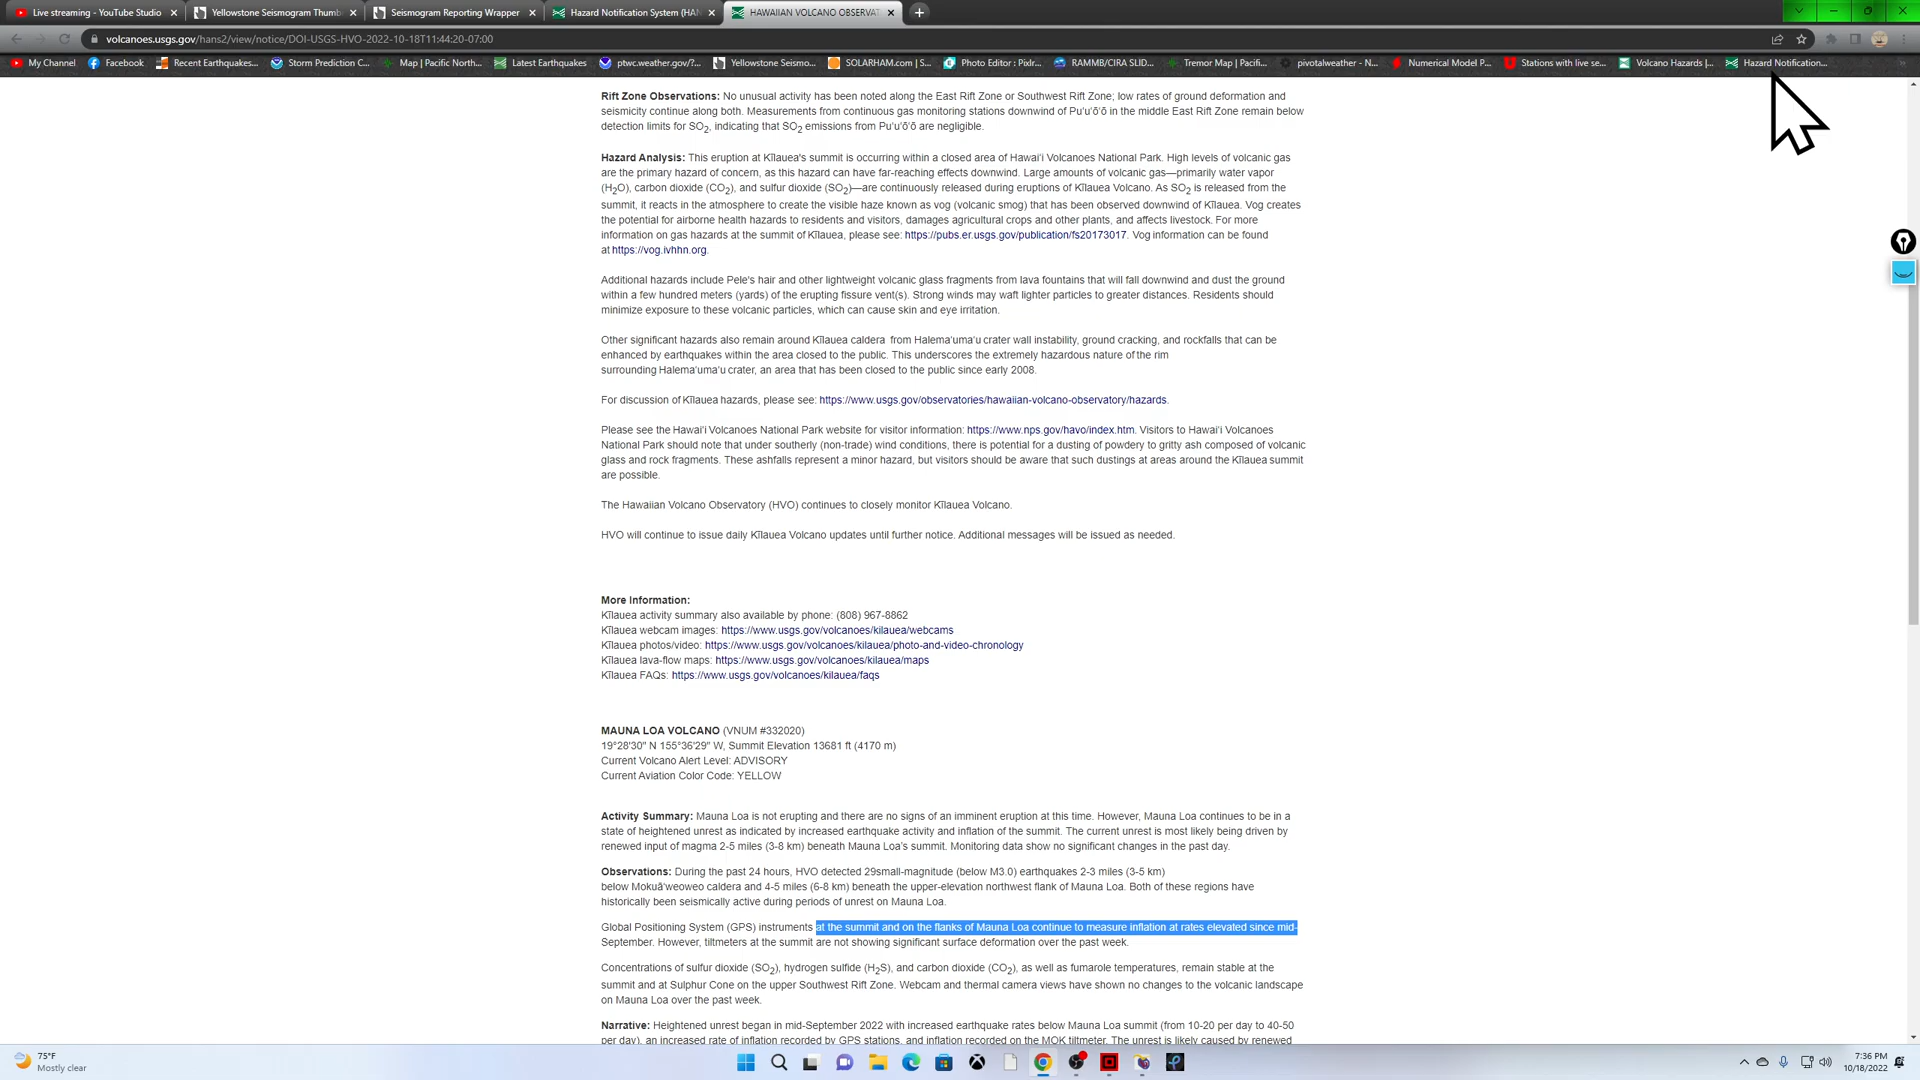 Live streaming - YouTube Studio
Yellowstone Seismogram Thumb
Seismogram Reporting Wrapper
Hazard Notification System (HAN
HAWAIIAN VOLCANO OBSERVAT
volcanoes.usgs.gov/hans2/view/notice/DOI-USGS-HVO-2022-10-18T11:44:20-07:00
My Channel
Facebook
Recent Earthquakes...
Storm Prediction C...
Map | Pacific North...
Latest Earthquakes
ptwc.weather.gov/?...
Yellowstone Seismo...
SOLARHAM.com | S...
Photo Editor : Pixlr...
RAMMB/CIRA SLID...
Tremor Map | Pacifi...
pivotalweather - N...
Numerical Model P...
Stations with live se...
Volcano Hazards |...
Hazard Notification...
Rift Zone Observations: No unusual activity has been noted along the East Rift Zone or Southwest Rift Zone; low rates of ground deformation and
seismicity continue along both. Measurements from continuous gas monitoring stations downwind of Puʻuʻōʻō in the middle East Rift Zone remain below
detection limits for SO2, indicating that SO2 emissions from Puʻuʻōʻō are negligible.
Hazard Analysis: This eruption at Kīlauea's summit is occurring within a closed area of Hawaiʻi Volcanoes National Park. High levels of volcanic gas
are the primary hazard of concern, as this hazard can have far-reaching effects downwind. Large amounts of volcanic gas—primarily water vapor
(H2O), carbon dioxide (CO2), and sulfur dioxide (SO2)—are continuously released during eruptions of Kīlauea Volcano. As SO2 is released from the
summit, it reacts in the atmosphere to create the visible haze known as vog (volcanic smog) that has been observed downwind of Kīlauea. Vog creates
the potential for airborne health hazards to residents and visitors, damages agricultural crops and other plants, and affects livestock. For more
information on gas hazards at the summit of Kīlauea, please see: https://pubs.er.usgs.gov/publication/fs20173017. Vog information can be found
at https://vog.ivhhn.org.
Additional hazards include Pele's hair and other lightweight volcanic glass fragments from lava fountains that will fall downwind and dust the ground
within a few hundred meters (yards) of the erupting fissure vent(s). Strong winds may waft lighter particles to greater distances. Residents should
minimize exposure to these volcanic particles, which can cause skin and eye irritation.
Other significant hazards also remain around Kīlauea caldera from Halemaʻumaʻu crater wall instability, ground cracking, and rockfalls that can be
enhanced by earthquakes within the area closed to the public. This underscores the extremely hazardous nature of the rim
surrounding Halemaʻumaʻu crater, an area that has been closed to the public since early 2008.
For discussion of Kīlauea hazards, please see: https://www.usgs.gov/observatories/hawaiian-volcano-observatory/hazards.
Please see the Hawaiʻi Volcanoes National Park website for visitor information: https://www.nps.gov/havo/index.htm. Visitors to Hawaiʻi Volcanoes
National Park should note that under southerly (non-trade) wind conditions, there is potential for a dusting of powdery to gritty ash composed of volcanic
glass and rock fragments. These ashfalls represent a minor hazard, but visitors should be aware that such dustings at areas around the Kīlauea summit
are possible.
The Hawaiian Volcano Observatory (HVO) continues to closely monitor Kīlauea Volcano.
HVO will continue to issue daily Kīlauea Volcano updates until further notice. Additional messages will be issued as needed.
More Information:
Kīlauea activity summary also available by phone: (808) 967-8862
Kīlauea webcam images: https://www.usgs.gov/volcanoes/kilauea/webcams
Kīlauea photos/video: https://www.usgs.gov/volcanoes/kilauea/photo-and-video-chronology
Kīlauea lava-flow maps: https://www.usgs.gov/volcanoes/kilauea/maps
Kīlauea FAQs: https://www.usgs.gov/volcanoes/kilauea/faqs
MAUNA LOA VOLCANO (VNUM #332020)
19°28'30" N 155°36'29" W, Summit Elevation 13681 ft (4170 m)
Current Volcano Alert Level: ADVISORY
Current Aviation Color Code: YELLOW
Activity Summary: Mauna Loa is not erupting and there are no signs of an imminent eruption at this time. However, Mauna Loa continues to be in a
state of heightened unrest as indicated by increased earthquake activity and inflation of the summit. The current unrest is most likely being driven by
renewed input of magma 2-5 miles (3-8 km) beneath Mauna Loa's summit. Monitoring data show no significant changes in the past day.
Observations: During the past 24 hours, HVO detected 29small-magnitude (below M3.0) earthquakes 2-3 miles (3-5 km)
below Mokuāʻweoweo caldera and 4-5 miles (6-8 km) beneath the upper-elevation northwest flank of Mauna Loa. Both of these regions have
historically been seismically active during periods of unrest on Mauna Loa.
Global Positioning System (GPS) instruments at the summit and on the flanks of Mauna Loa continue to measure inflation at rates elevated since mid-
September. However, tiltmeters at the summit are not showing significant surface deformation over the past week.
Concentrations of sulfur dioxide (SO2), hydrogen sulfide (H2S), and carbon dioxide (CO2), as well as fumarole temperatures, remain stable at the
summit and at Sulphur Cone on the upper Southwest Rift Zone. Webcam and thermal camera views have shown no changes to the volcanic landscape
on Mauna Loa over the past week.
Narrative: Heightened unrest began in mid-September 2022 with increased earthquake rates below Mauna Loa summit (from 10-20 per day to 40-50
per day), an increased rate of inflation recorded by GPS stations, and inflation recorded on the MOK tiltmeter. The unrest is likely caused by renewed
75°F
Mostly clear
7:36 PM
10/18/2022